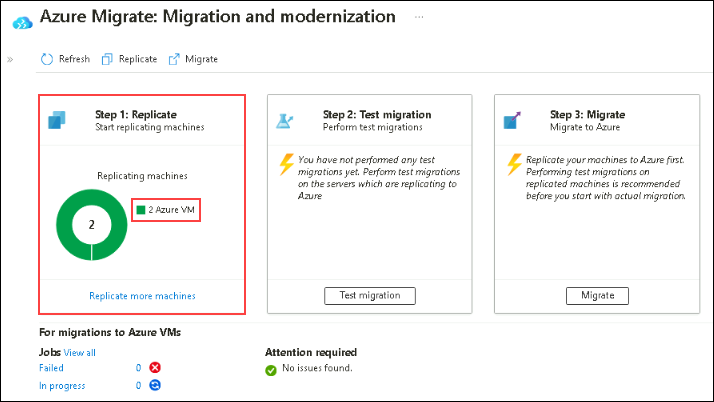 Azure Migrate: Migration and modernization ...
»
Refresh Replicate Migrate
Step 1: Replicate
Start replicating machines
Replicating machines
2
2 Azure VM
Replicate more machines
Step 2: Test migration
Perform test migrations
You have not performed any test
migrations yet. Perform test migrations
on the servers which are replicating to
Azure
Test migration
Step 3: Migrate
Migrate to Azure
Replicate your machines to Azure first.
Performing test migrations on
replicated machines is recommended
before you start with actual migration.
Migrate
For migrations to Azure VMs
Jobs View all
Failed 0
In progress 0
Attention required
No issues found.